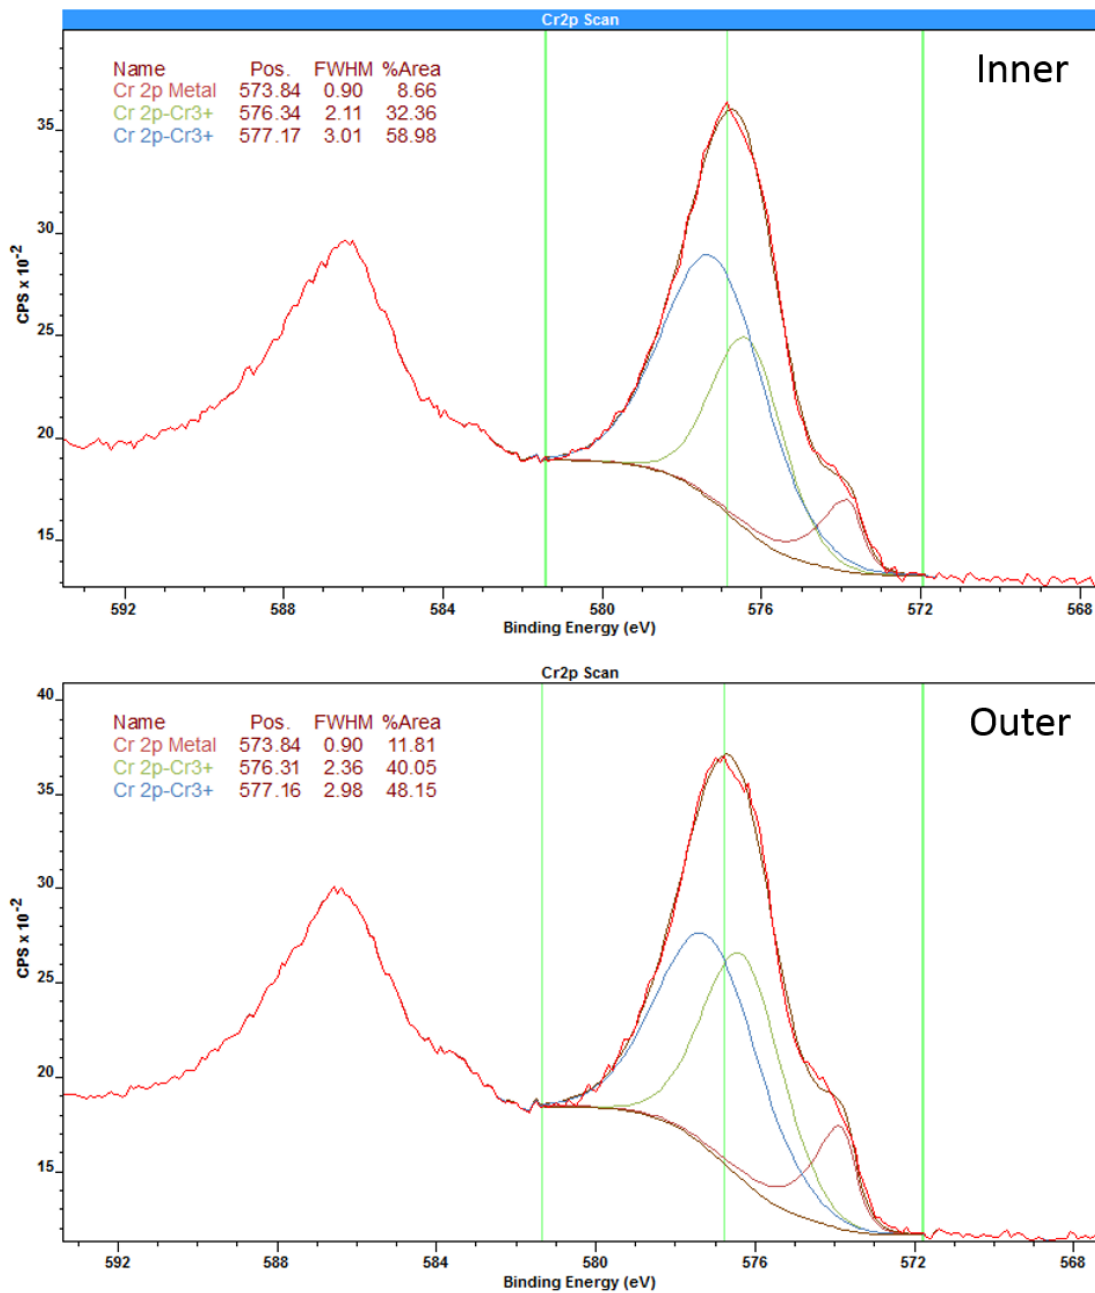 Cr2p Scan
Inner
Name Pos. FWHM %Area
Cr 2p Metal 573.84 0.90 8.66
Cr 2p-Cr3+ 576.34 2.11 32.36
Cr 2p-Cr3+ 577.17 3.01 58.98
35
30
25
20
15
CPS x 10-2
592 588 584 580 576 572 568
Binding Energy (eV)
Cr2p Scan
Outer
40
Name Pos. FWHM %Area
Cr 2p Metal 573.84 0.90 11.81
Cr 2p-Cr3+ 576.31 2.36 40.05
Cr 2p-Cr3+ 577.16 2.98 48.15
35
30
25
20
15
CPS x 10-2
592 588 584 580 576 572 568
Binding Energy (eV)